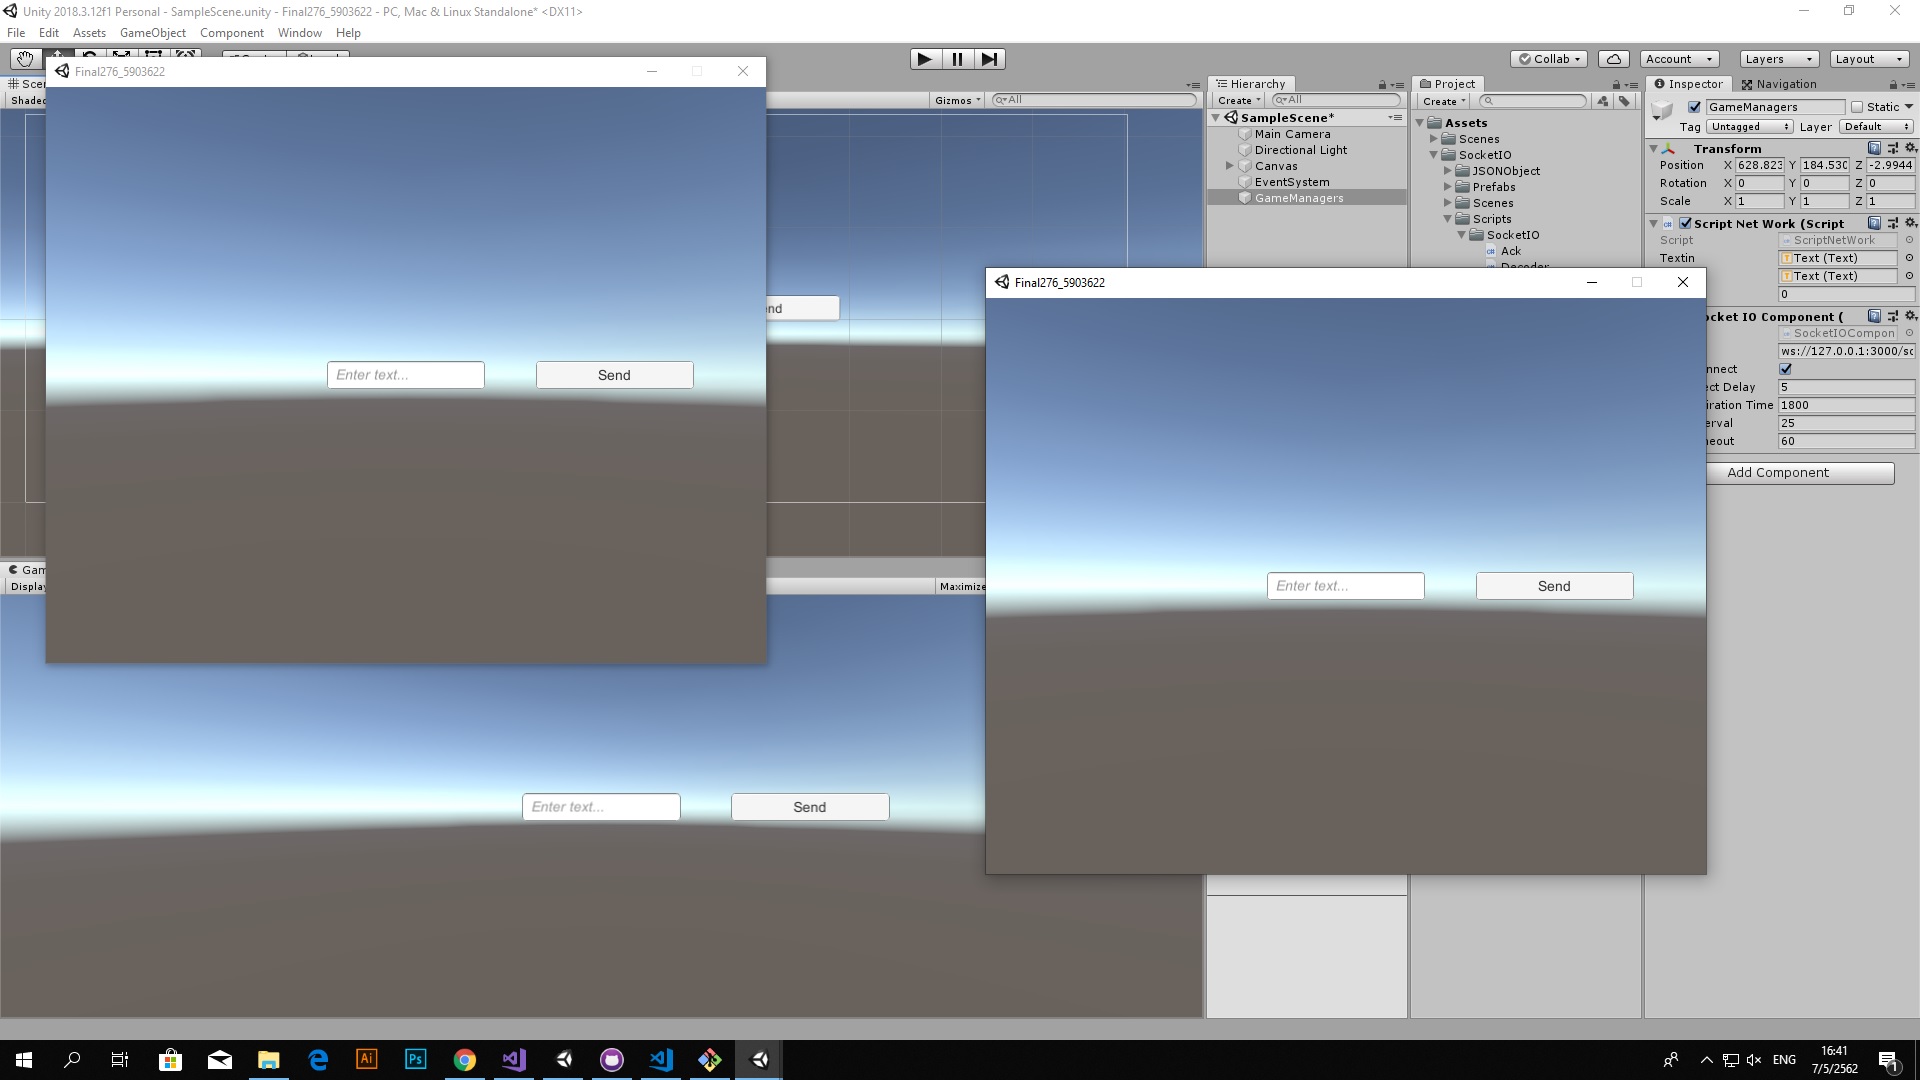 Unity 2018.3.12f1 Personal - SampleScene.unity - Final276_5903622 - PC, Mac & Linux Standalone* <DX11>
File Edit Assets GameObject Component Window Help
Collab Account Layers Layout
Final276_5903622
Shaded
Gizmos All
nd
Enter text... Send
Display
Maximize
Enter text... Send
Hierarchy
Create All
SampleScene*
Main Camera
Directional Light
Canvas
EventSystem
GameManagers
Project
Create
Assets
Scenes
SocketIO
JSONObject
Prefabs
Scenes
Scripts
SocketIO
Ack
Decoder
Final276_5903622
Enter text... Send
Inspector Navigation
GameManagers Static
Tag Untagged Layer Default
Transform
Position X 628.823 Y 184.530 Z -2.9944
Rotation X 0 Y 0 Z 0
Scale X 1 Y 1 Z 1
Script Net Work (Script
Script ScriptNetWork
Textin Text (Text)
Text (Text)
0
ocket IO Component (
SocketIOCompon
ws://127.0.0.1:3000/sc
nnect
ct Delay 5
iration Time 1800
erval 25
eout 60
Add Component
Ai Ps
ENG
16:41
7/5/2562
1